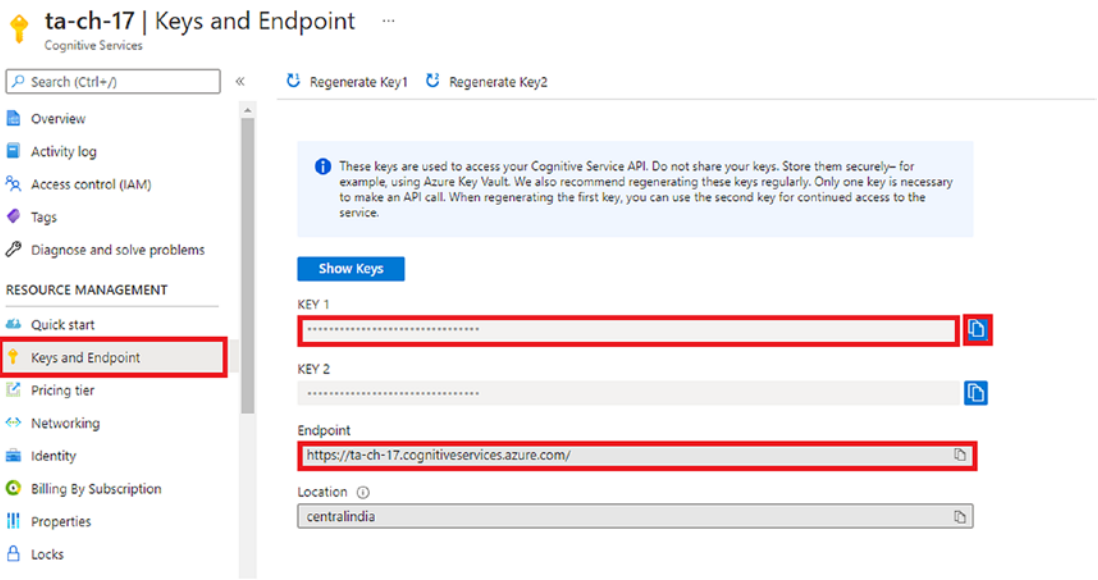 ta-ch-17 | Keys and Endpoint ...
Cognitive Services
Search (Ctrl+/)
«
Overview
Activity log
Access control (IAM)
Tags
Diagnose and solve problems
RESOURCE MANAGEMENT
Quick start
Keys and Endpoint
Pricing tier
Networking
Identity
Billing By Subscription
Properties
Locks
Regenerate Key1 Regenerate Key2
These keys are used to access your Cognitive Service API. Do not share your keys. Store them securely– for
example, using Azure Key Vault. We also recommend regenerating these keys regularly. Only one key is necessary
to make an API call. When regenerating the first key, you can use the second key for continued access to the
service.
Show Keys
KEY 1
••••••••••••••••••••••••••••••••
KEY 2
••••••••••••••••••••••••••••••••
Endpoint
https://ta-ch-17.cognitiveservices.azure.com/
Location
centralindia